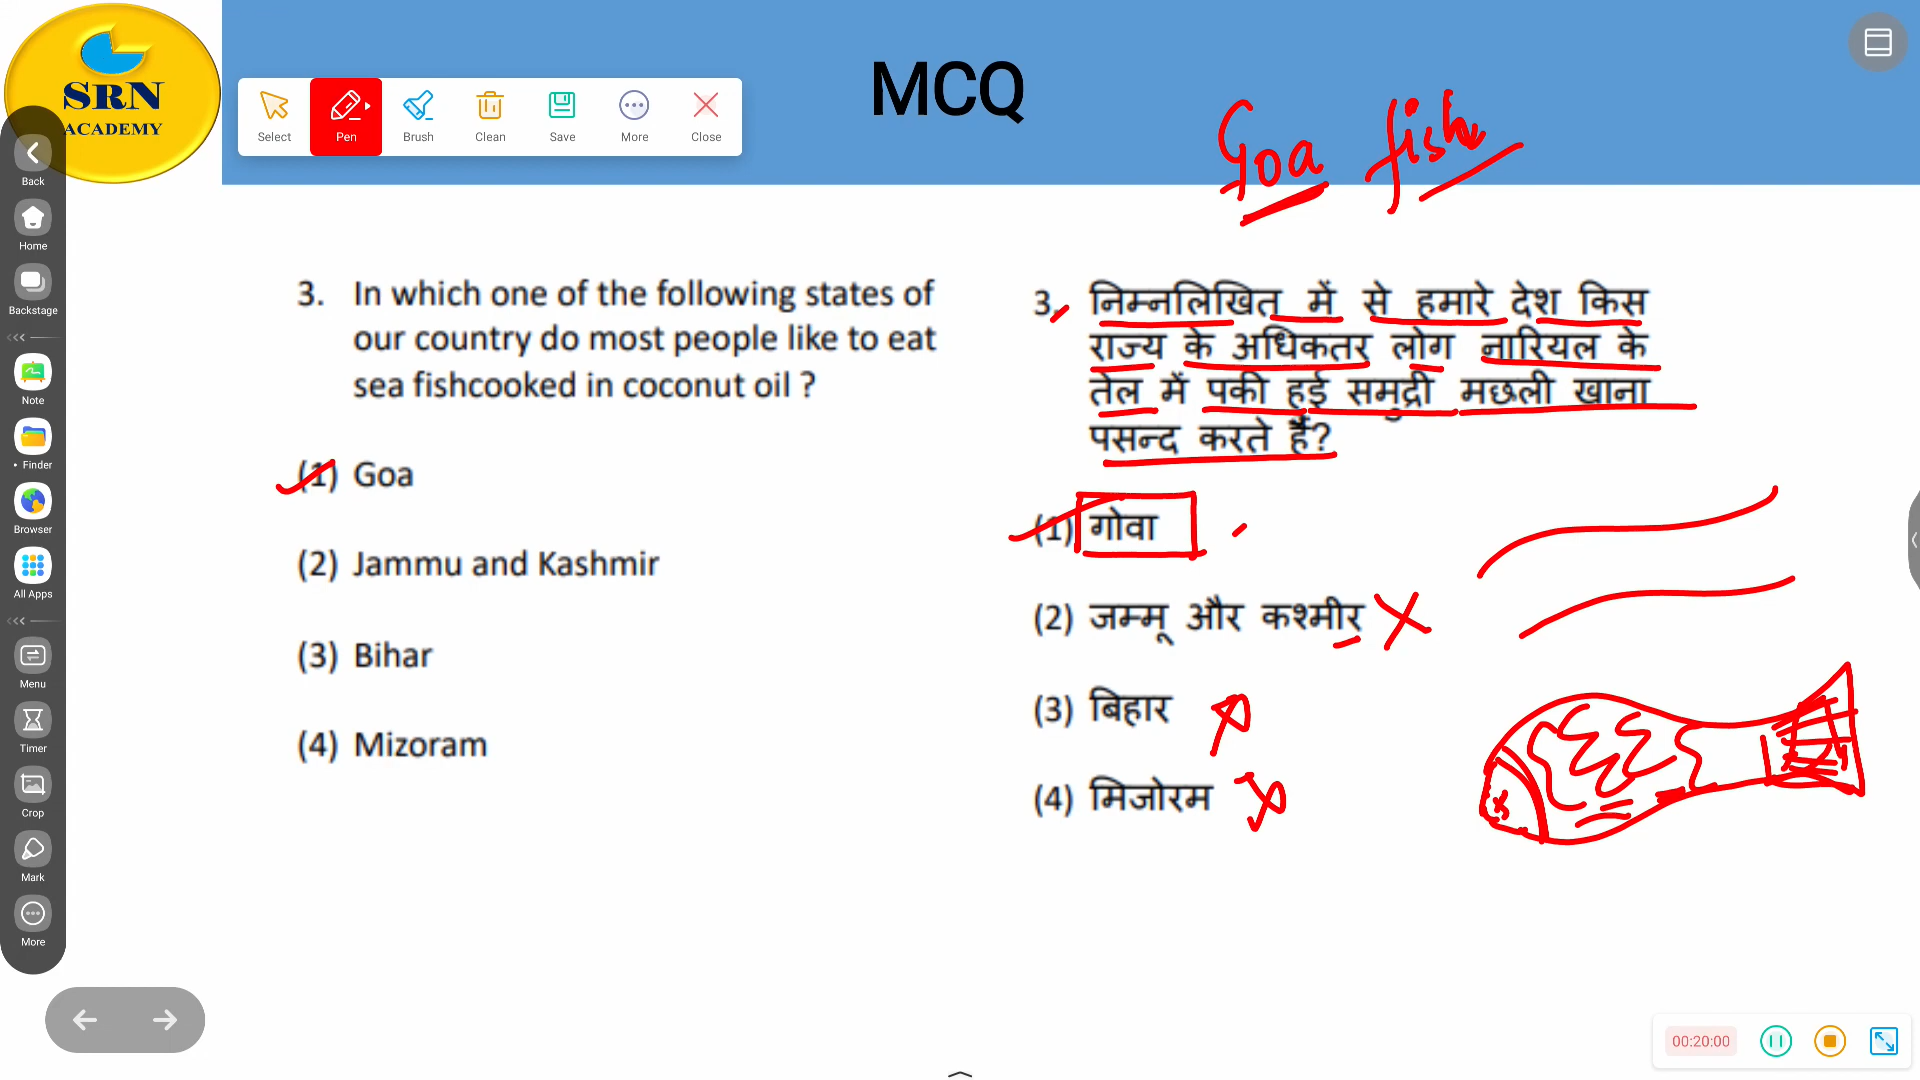 SRN
ACADEMY
MCQ
Select
Pen
Brush
Clean
Save
More
Close
Goa fish
Back
Home
Backstage
Note
• Finder
Browser
All Apps
Menu
Timer
Crop
Mark
More
3. In which one of the following states of
our country do most people like to eat
sea fishcooked in coconut oil ?
(1) Goa
(2) Jammu and Kashmir
(3) Bihar
(4) Mizoram
3. निम्नलिखित में से हमारे देश किस
राज्य के अधिकतर लोग नारियल के
तेल में पकी हुई समुद्री मछली खाना
पसन्द करते हैं?
(1) गोवा
(2) जम्मू और कश्मीर
(3) बिहार
(4) मिजोरम
00:20:00